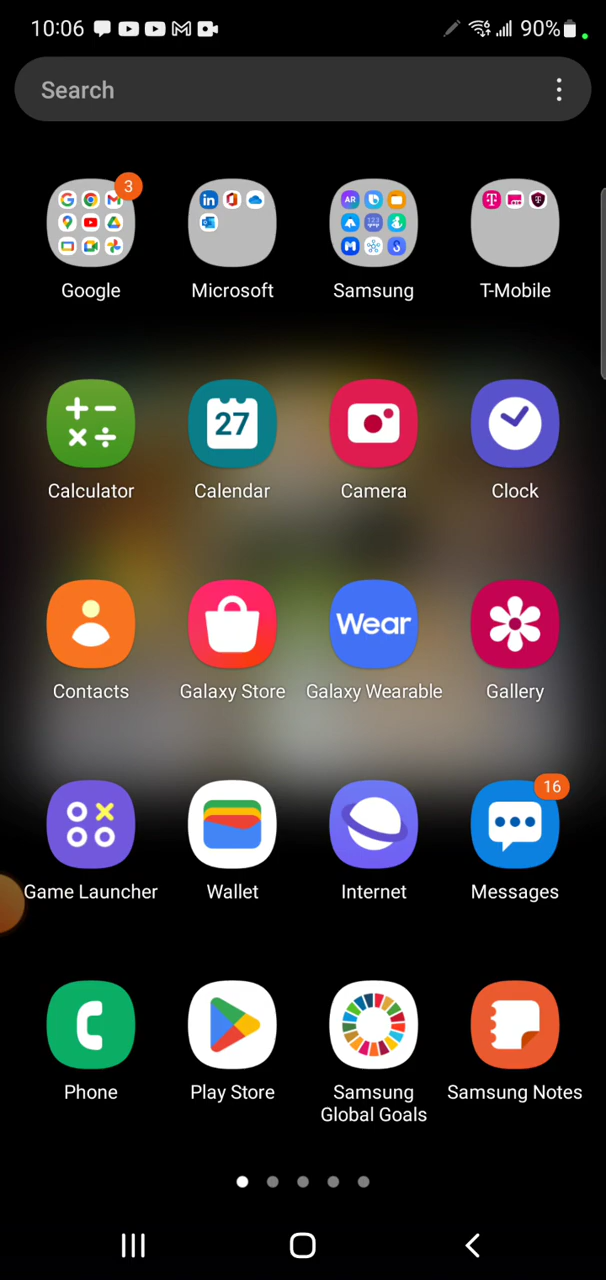 10:06 90%
Search
3
Google Microsoft Samsung T-Mobile
27
Calculator Calendar Camera Clock
Wear
Contacts Galaxy Store Galaxy Wearable Gallery
16
Game Launcher Wallet Internet Messages
Phone Play Store Samsung Global Goals Samsung Notes